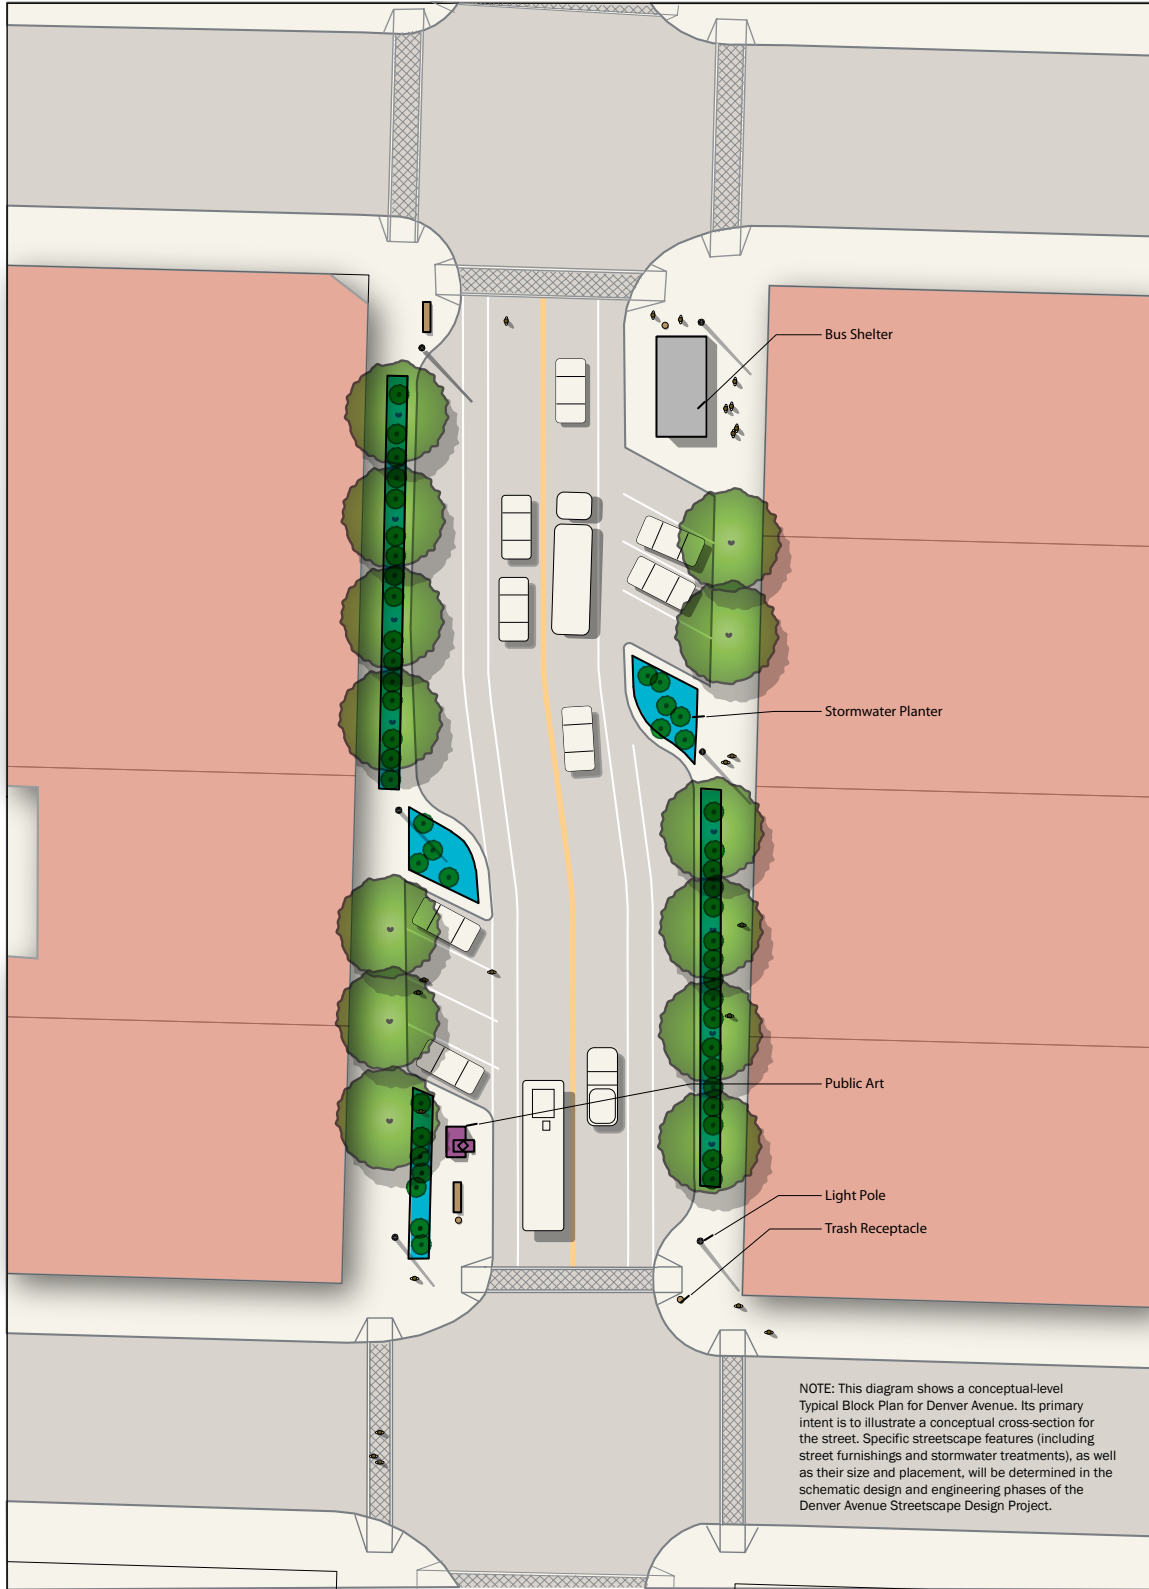 Bus Shelter
Stormwater Planter
Public Art
Light Pole
Trash Receptacle
NOTE: This diagram shows a conceptual-level
Typical Block Plan for Denver Avenue. Its primary
intent is to illustrate a conceptual cross-section for
the street. Specific streetscape features (including
street furnishings and stormwater treatments), as well
as their size and placement, will be determined in the
schematic design and engineering phases of the
Denver Avenue Streetscape Design Project.